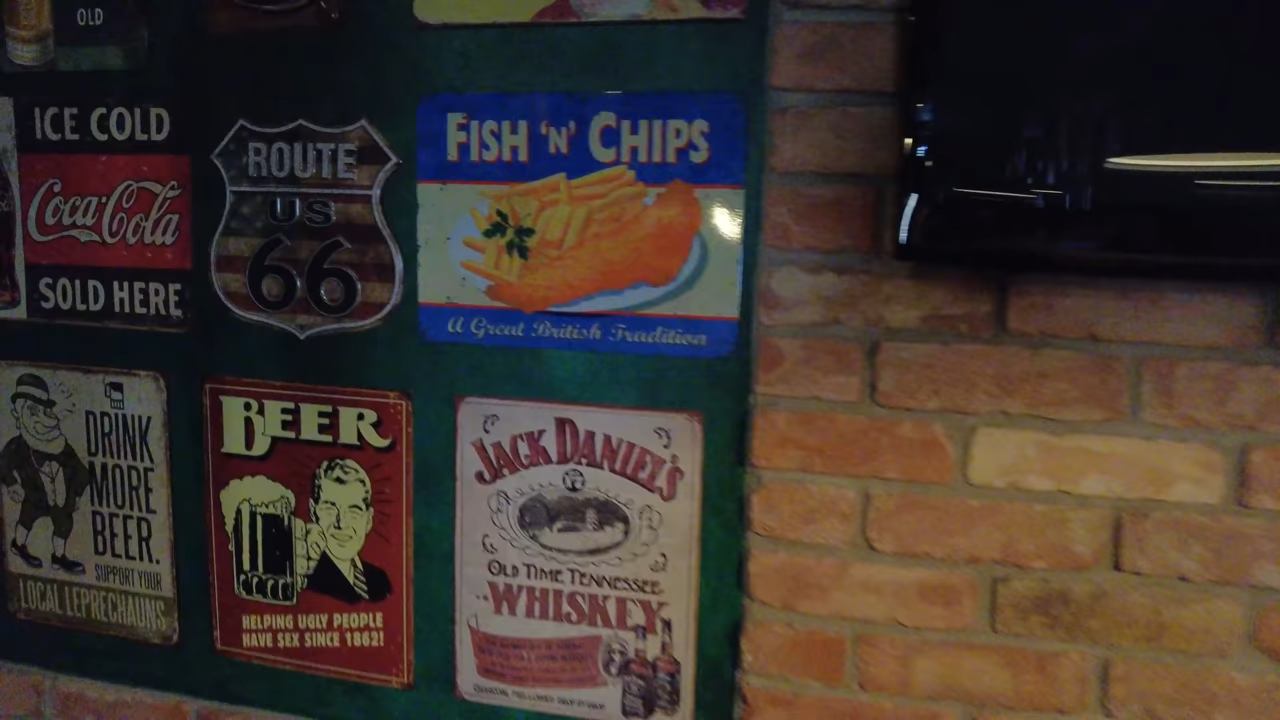 OLD
ICE COLD
Coca-Cola
SOLD HERE
ROUTE
US
66
FISH 'N' CHIPS
A Great British Tradition
DRINK
MORE
BEER.
SUPPORT YOUR
LOCAL LEPRECHAUNS
BEER
HELPING UGLY PEOPLE
HAVE $EX SINCE 1862!
JACK DANIEL'S
OLD TIME TENNESSEE
WHISKEY